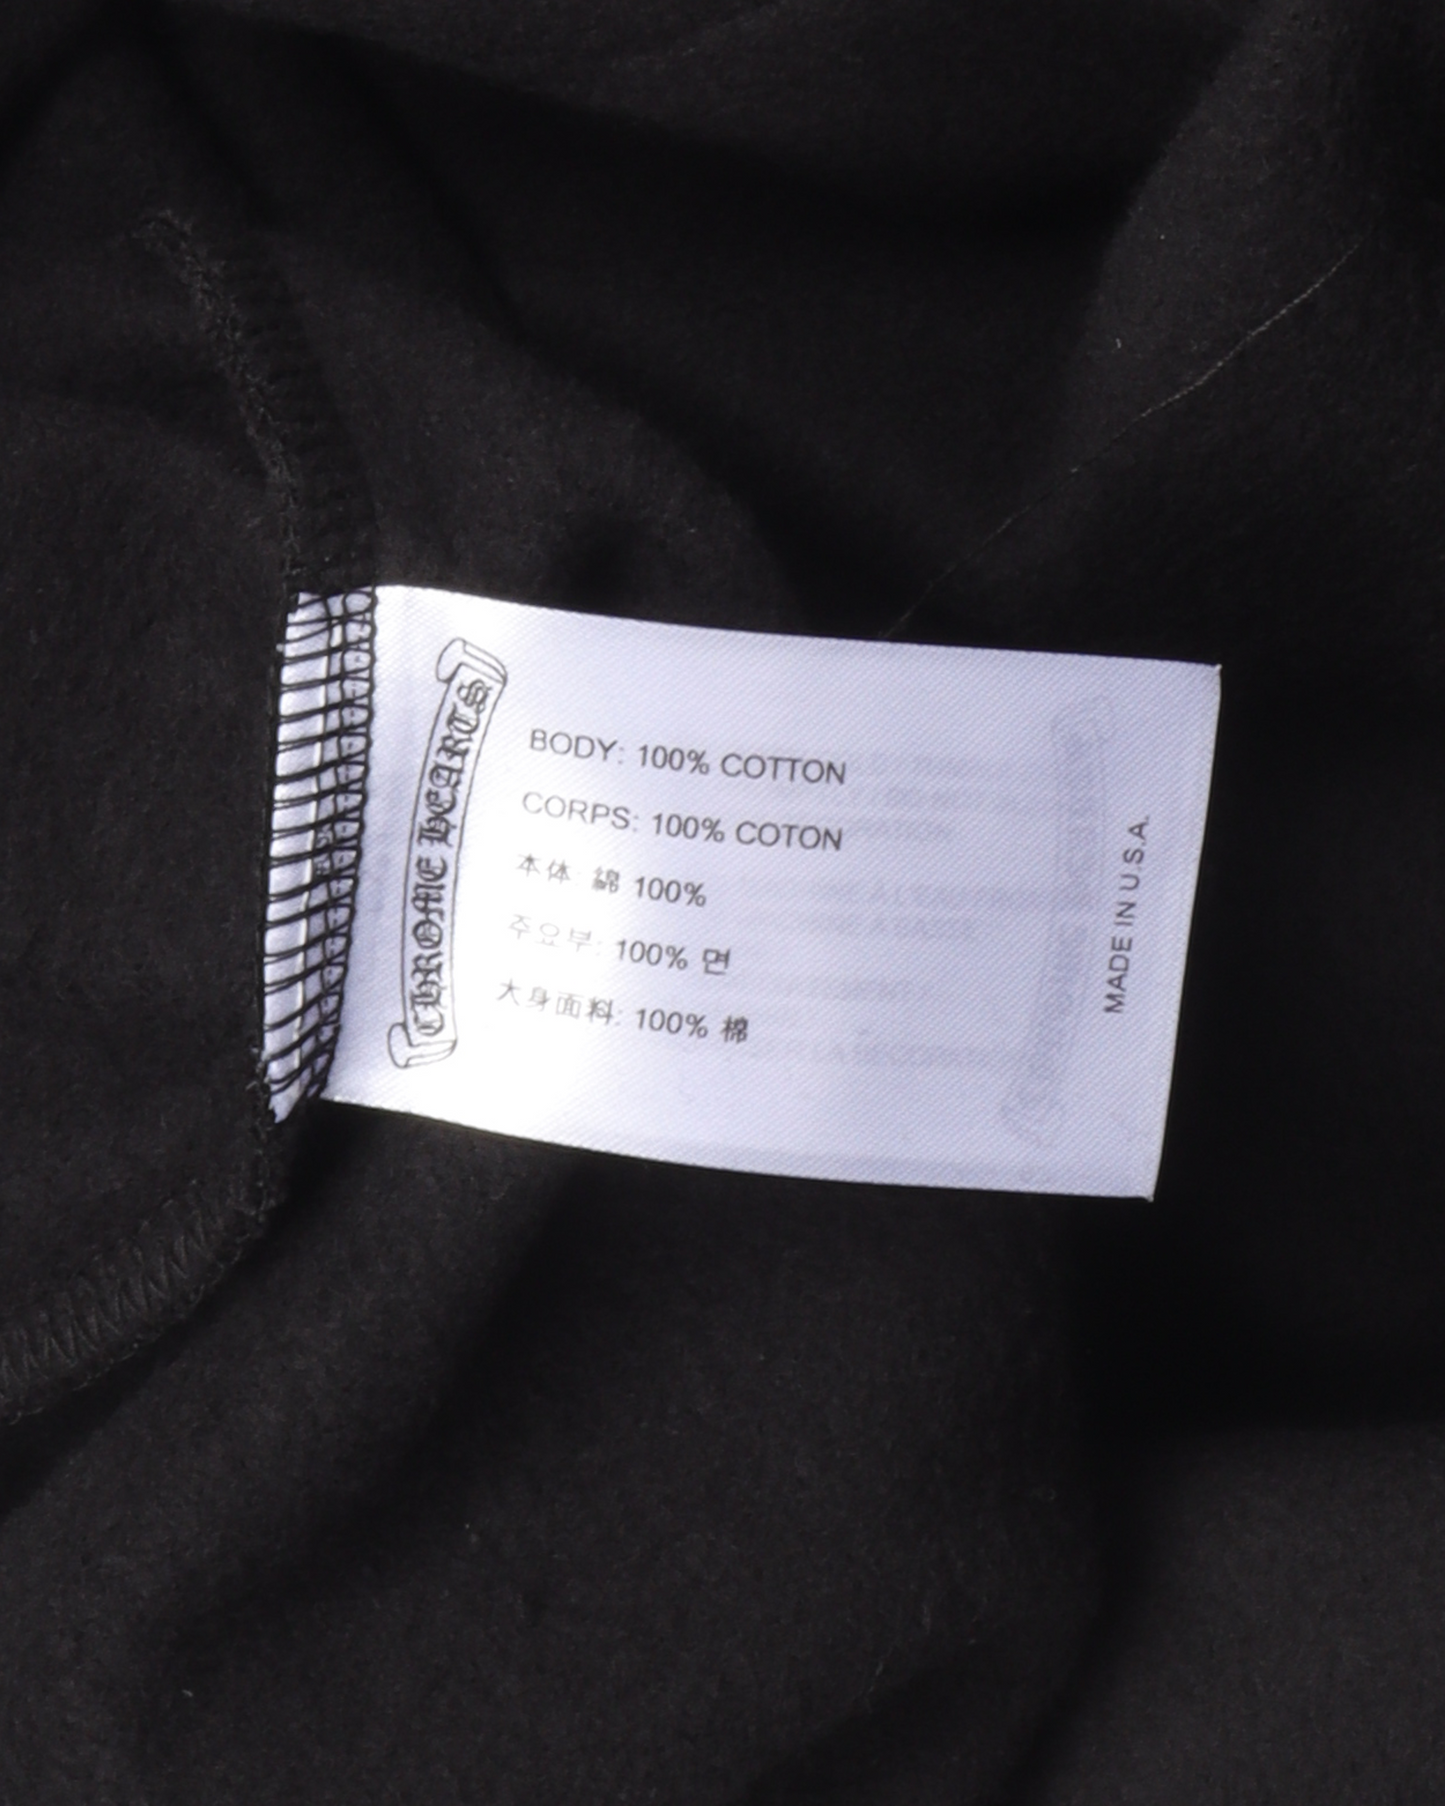 CHROME HEARTS
BODY: 100% COTTON
CORPS: 100% COTON
本体: 綿 100%
주요부: 100% 면
大身面料: 100% 棉
MADE IN U.S.A.